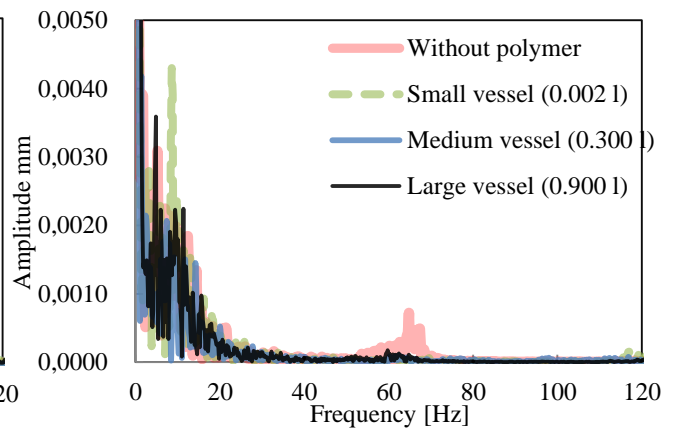 0,0050
0,0040
0,0030
0,0020
0,0010
0,0000
Amplitude mm
Without polymer
Small vessel (0.002 l)
Medium vessel (0.300 l)
Large vessel (0.900 l)
20
0 20 40 60 80 100 120
Frequency [Hz]